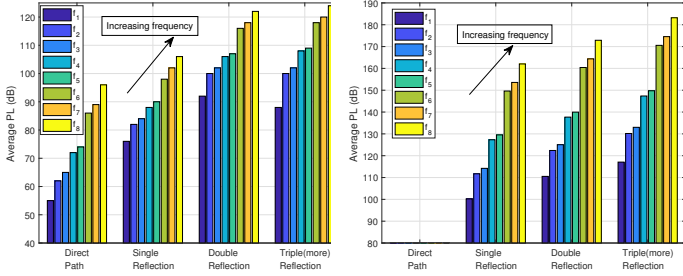 120
110
100
90
80
70
60
50
40
Average PL (dB)
f1
f2
f3
f4
f5
f6
f7
f8
Increasing frequency
Direct
Path
Single
Reflection
Double
Reflection
Triple(more)
Reflection
190
180
170
160
150
140
130
120
110
100
90
80
Average PL (dB)
f1
f2
f3
f4
f5
f6
f7
f8
Increasing frequency
Direct
Path
Single
Reflection
Double
Reflection
Triple(more)
Reflection